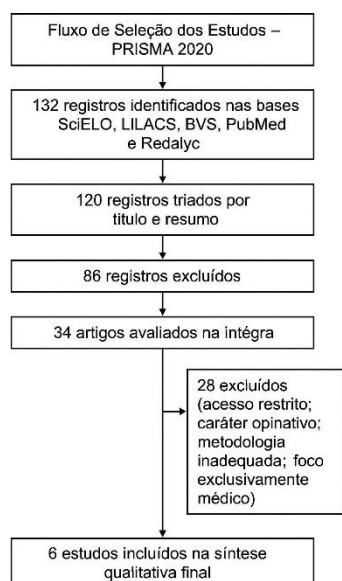 Fluxo de Seleção dos Estudos –
PRISMA 2020
132 registros identificados nas bases
SciELO, LILACS, BVS, PubMed
e Redalyc
120 registros triados por
título e resumo
86 registros excluídos
34 artigos avaliados na intégra
28 excluídos
(acesso restrito;
caráter opinativo;
metodologia
inadequada; foco
exclusivamente
médico)
6 estudos incluídos na síntese
qualitativa final